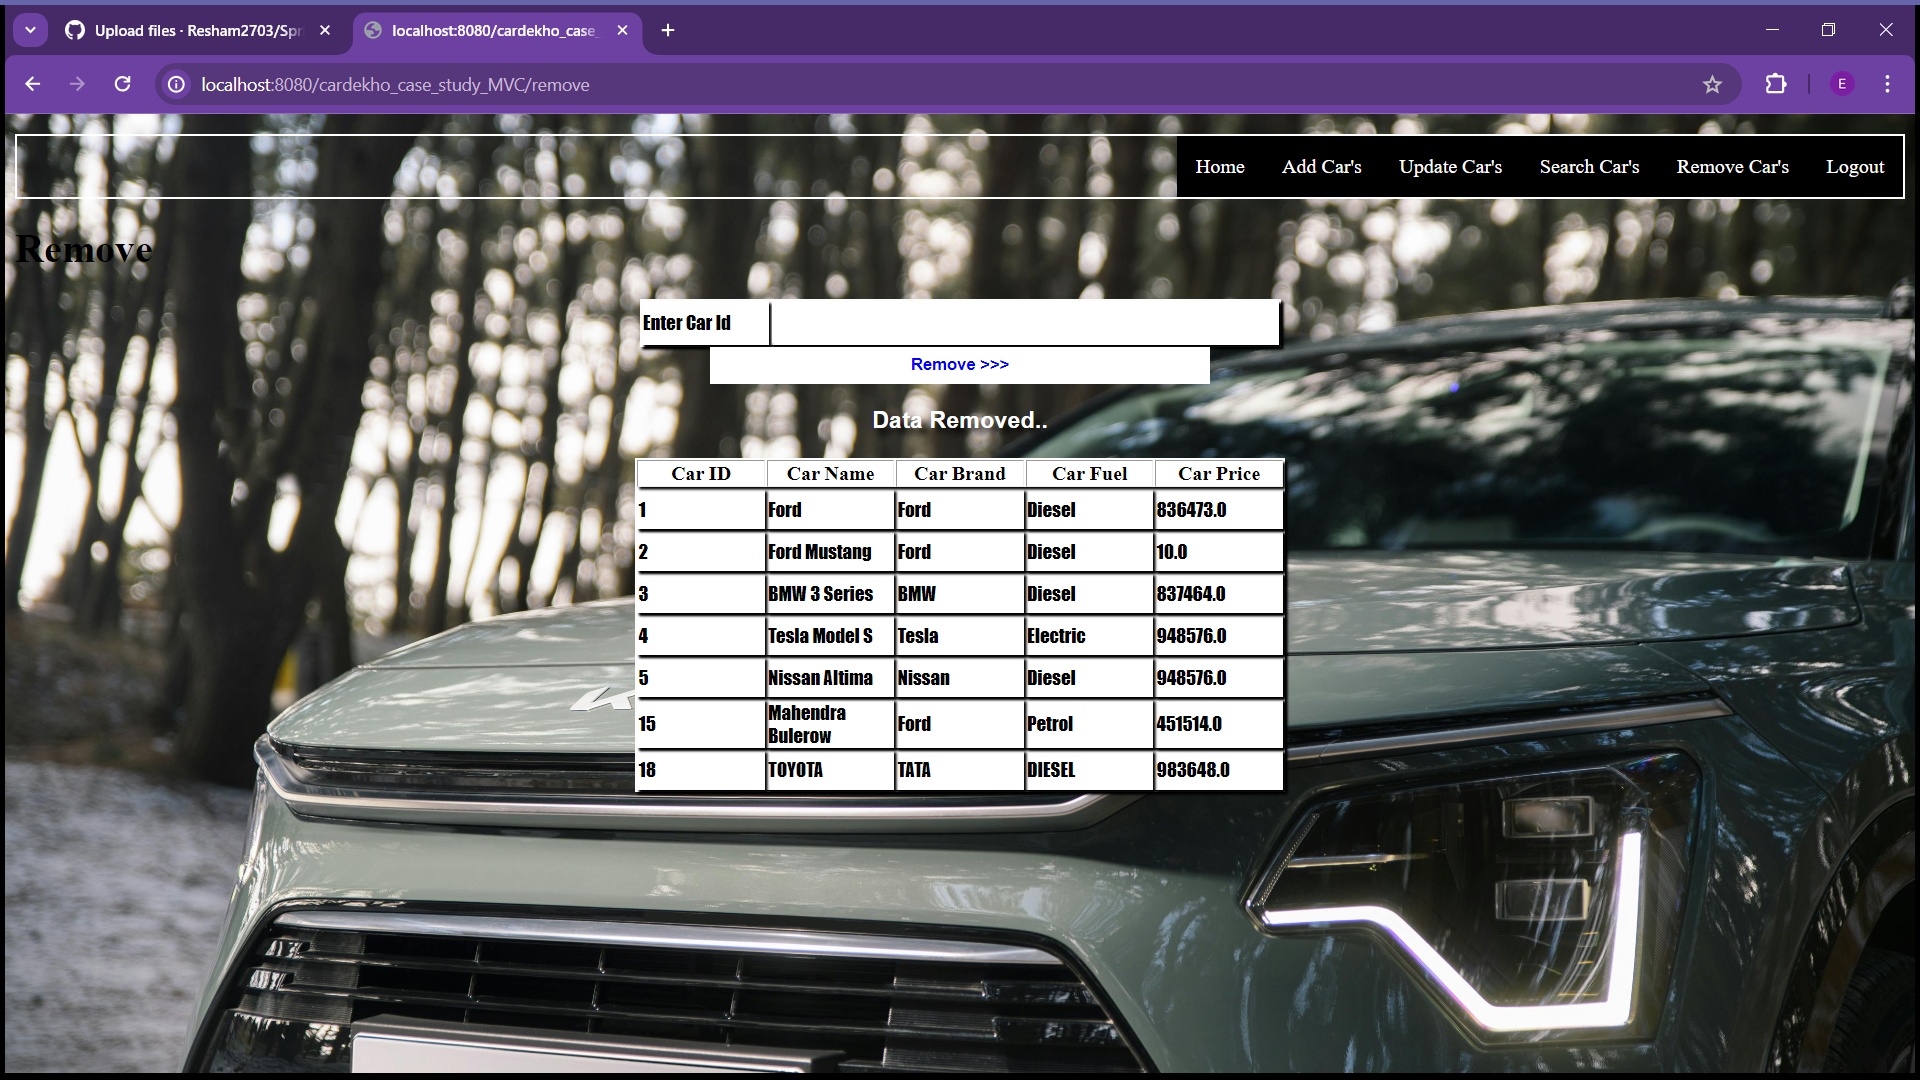 Upload files · Resham2703/Spr
localhost:8080/cardekho_case_
localhost:8080/cardekho_case_study_MVC/remove
E
Home Add Car's Update Car's Search Car's Remove Car's Logout
Remove
Enter Car Id
Remove >>>
Data Removed..
Car ID Car Name Car Brand Car Fuel Car Price
1 Ford Ford Diesel 836473.0
2 Ford Mustang Ford Diesel 10.0
3 BMW 3 Series BMW Diesel 837464.0
4 Tesla Model S Tesla Electric 948576.0
5 Nissan Altima Nissan Diesel 948576.0
15 Mahendra Bulerow Ford Petrol 451514.0
18 TOYOTA TATA DIESEL 983648.0